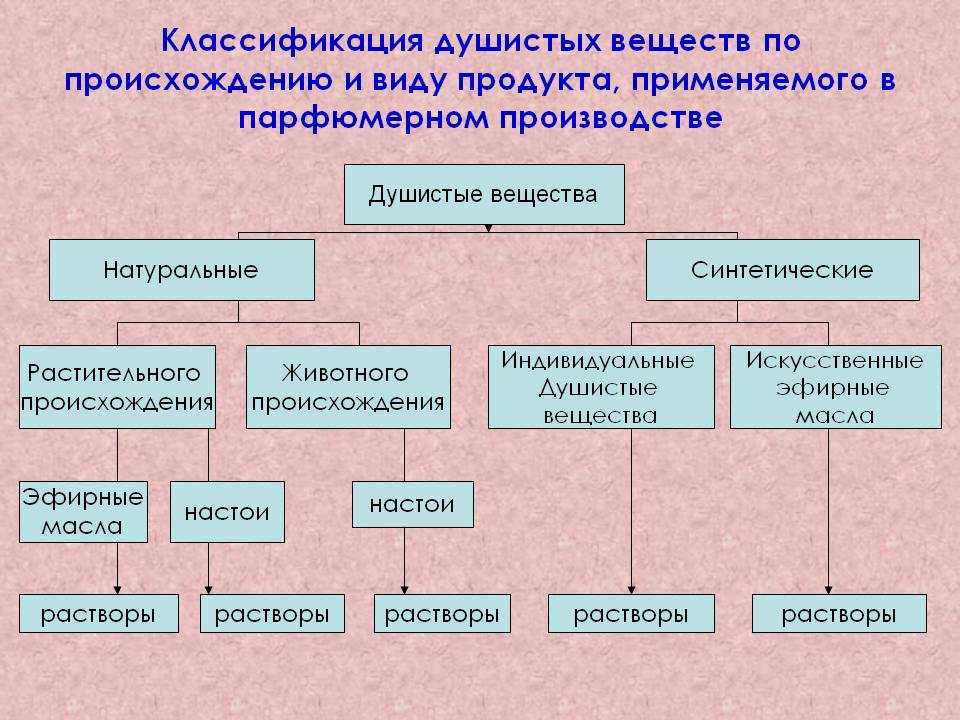 Классификация душистых веществ по
происхождению и виду продукта, применяемого в
парфюмерном производстве
Душистые вещества
Натуральные
Синтетические
Растительного
происхождения
Животного
происхождения
Индивидуальные
Душистые
вещества
Искусственные
эфирные
масла
Эфирные
масла
настои
настои
растворы
растворы
растворы
растворы
растворы